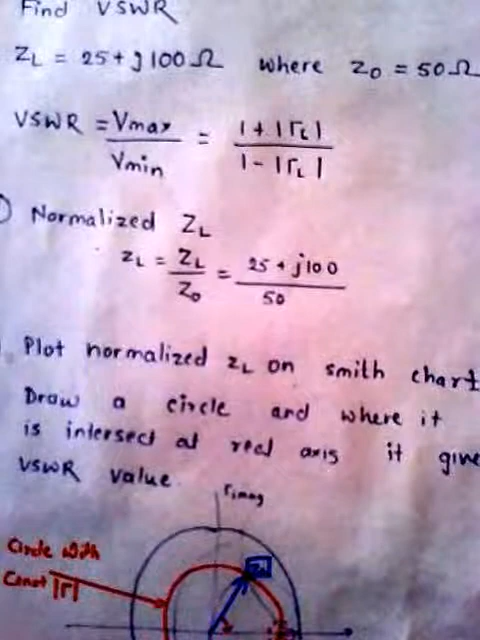 Find VSWR
ZL = 25 + j100 Ω where Z0 = 50 Ω
VSWR = Vmax / Vmin = 1 + |ΓL| / 1 - |ΓL|
Normalized ZL
zL = ZL / Z0 = 25 + j100 / 50
Plot normalized zL on smith chart
Draw a circle and where it
is intersect at real axis it give
VSWR value
Γimag
Circle with
Const |Γ|